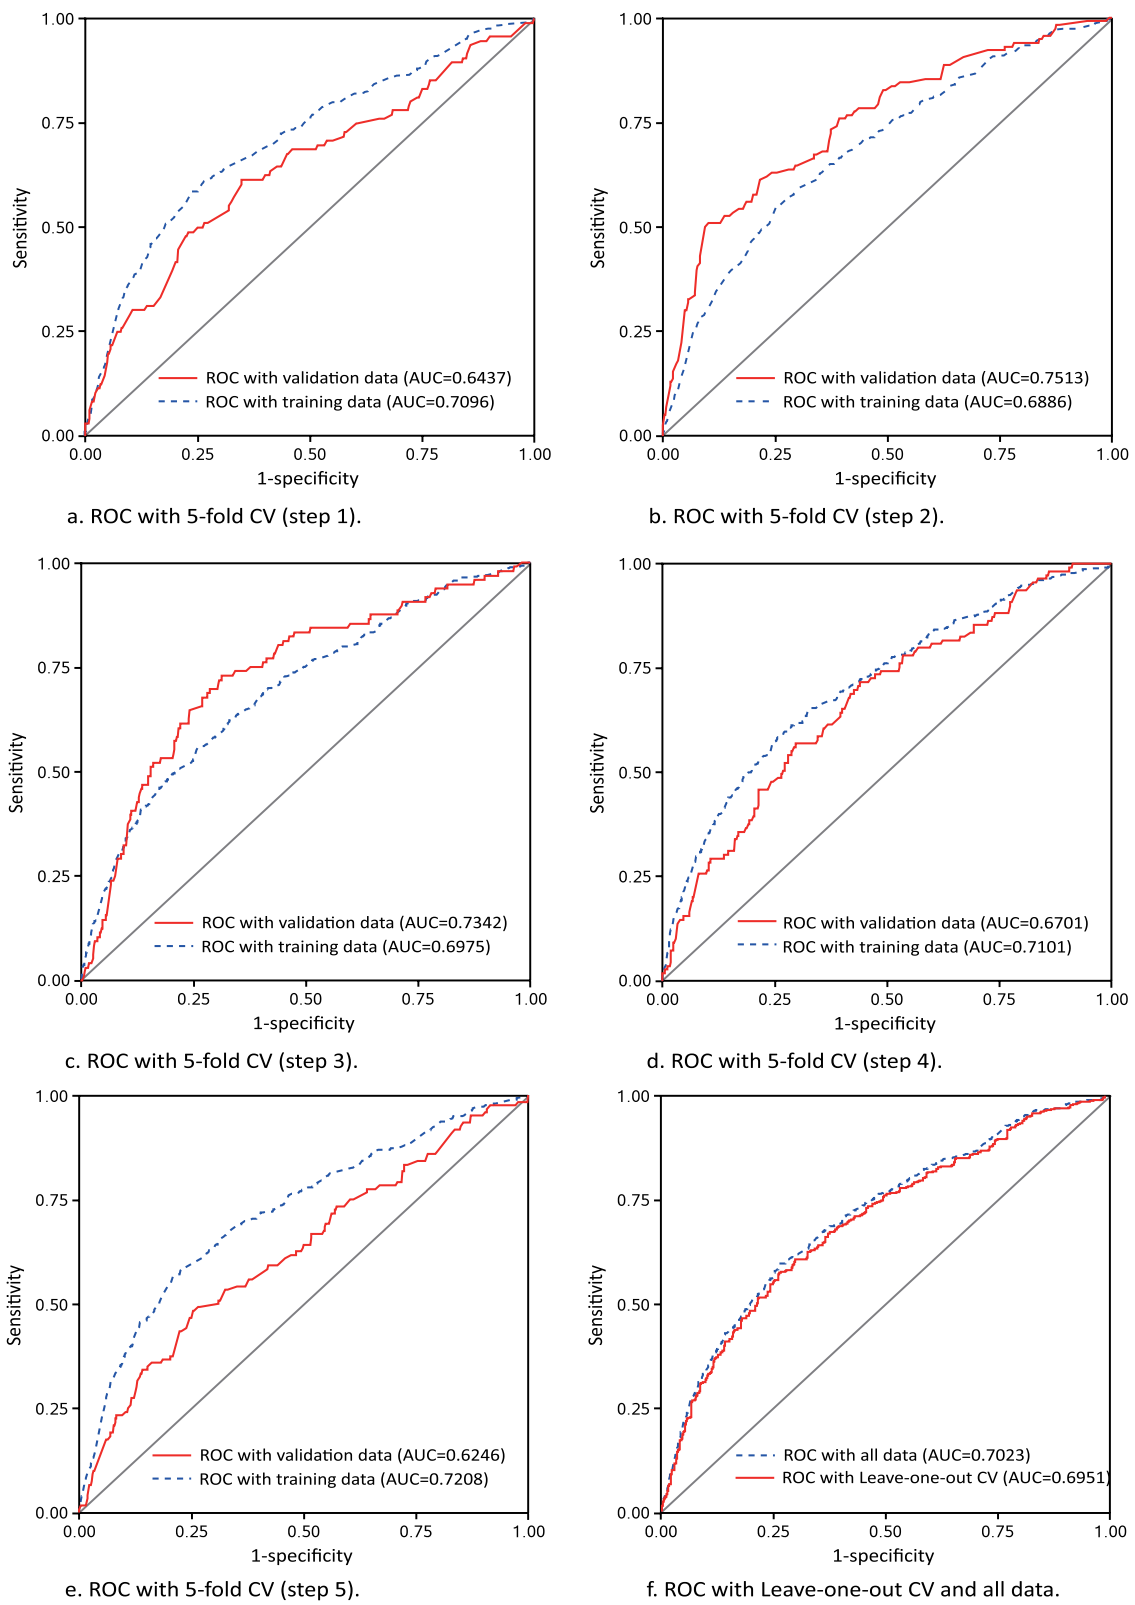 1.00
0.75
0.50
0.25
0.00
Sensitivity
ROC with validation data (AUC=0.6437)
ROC with training data (AUC=0.7096)
0.00 0.25 0.50 0.75 1.00
1-specificity
a. ROC with 5-fold CV (step 1).
1.00
0.75
0.50
0.25
0.00
Sensitivity
ROC with validation data (AUC=0.7513)
ROC with training data (AUC=0.6886)
0.00 0.25 0.50 0.75 1.00
1-specificity
b. ROC with 5-fold CV (step 2).
1.00
0.75
0.50
0.25
0.00
Sensitivity
ROC with validation data (AUC=0.7342)
ROC with training data (AUC=0.6975)
0.00 0.25 0.50 0.75 1.00
1-specificity
c. ROC with 5-fold CV (step 3).
1.00
0.75
0.50
0.25
0.00
Sensitivity
ROC with validation data (AUC=0.6701)
ROC with training data (AUC=0.7101)
0.00 0.25 0.50 0.75 1.00
1-specificity
d. ROC with 5-fold CV (step 4).
1.00
0.75
0.50
0.25
0.00
Sensitivity
ROC with validation data (AUC=0.6246)
ROC with training data (AUC=0.7208)
0.00 0.25 0.50 0.75 1.00
1-specificity
e. ROC with 5-fold CV (step 5).
1.00
0.75
0.50
0.25
0.00
Sensitivity
ROC with all data (AUC=0.7023)
ROC with Leave-one-out CV (AUC=0.6951)
0.00 0.25 0.50 0.75 1.00
1-specificity
f. ROC with Leave-one-out CV and all data.